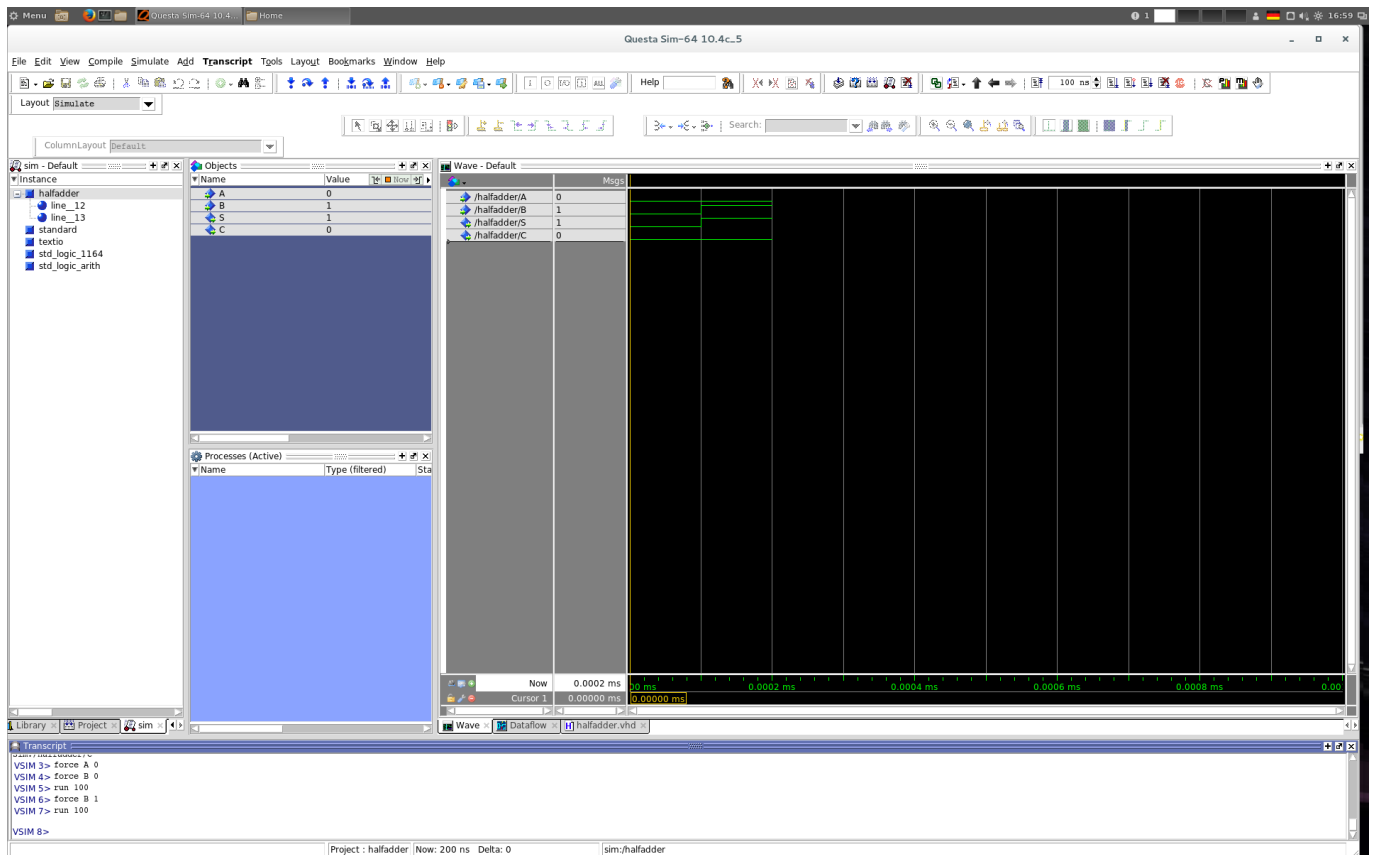 Menu Questa Sim-64 10.4... Home 1 16:59
Questa Sim-64 10.4c_5
File Edit View Compile Simulate Add Transcript Tools Layout Bookmarks Window Help
Help 100 ns
Layout Simulate
Search:
ColumnLayout Default
sim - Default
Instance
halfadder
line__12
line__13
standard
textio
std_logic_1164
std_logic_arith
Objects
Name Value Now
A 0
B 1
S 1
C 0
Processes (Active)
Name Type (filtered) Sta
Wave - Default
Msgs
/halfadder/A 0
/halfadder/B 1
/halfadder/S 1
/halfadder/C 0
Now 0.0002 ms
00 ms 0.0002 ms 0.0004 ms 0.0006 ms 0.0008 ms 0.00
Cursor 1 0.00000 ms 0.00000 ms
Library Project sim
Wave Dataflow halfadder.vhd
Transcript
VSIM 3> force A 0
VSIM 4> force B 0
VSIM 5> run 100
VSIM 6> force B 1
VSIM 7> run 100
VSIM 8>
Project : halfadder Now: 200 ns Delta: 0 sim:/halfadder